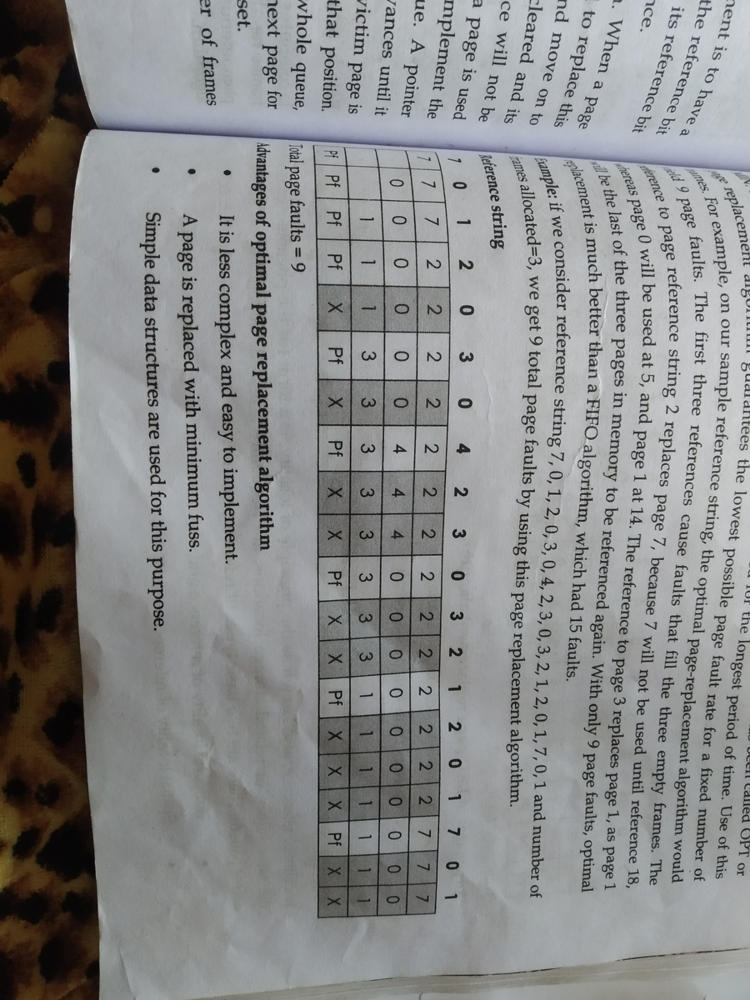 nent is to have a
the reference bit
its reference bit
nce.
. When a page
to replace this
nd move on to
cleared and its
ce will not be
a page is used
mplement the
ue. A pointer
vances until it
victim page is
that position.
whole queue,
next page for
set.
er of frames
for the longest period of time. Use of this
replacement algorithm guarantees the lowest possible page fault rate for a fixed number of
For example, on our sample reference string, the optimal page-replacement algorithm would
9 page faults. The first three references cause faults that fill the three empty frames. The
reference to page reference string 2 replaces page 7, because 7 will not be used until reference 18,
whereas page 0 will be used at 5, and page 1 at 14. The reference to page 3 replaces page 1, as page 1
will be the last of the three pages in memory to be referenced again. With only 9 page faults, optimal
replacement is much better than a FIFO algorithm, which had 15 faults.
Example: if we consider reference string 7, 0, 1, 2, 0, 3, 0, 4, 2, 3, 0, 3, 2, 1, 2, 0, 1, 7, 0, 1 and number of
frames allocated=3, we get 9 total page faults by using this page replacement algorithm.
Reference string
7 0 1 2 0 3 0 4 2 3 0 3 2 1 2 0 1 7 0 1
7 7 7 2 2 2 2 2 2 2 2 2 2 2 2 2 2 7 7 7
0 0 0 0 0 0 4 4 4 0 0 0 0 0 0 0 0 0 0
1 1 1 3 3 3 3 3 3 3 3 1 1 1 1 1 1 1
Pf Pf Pf Pf X Pf X Pf X X Pf X X Pf X X X Pf X X
Total page faults = 9
Advantages of optimal page replacement algorithm
• It is less complex and easy to implement.
• A page is replaced with minimum fuss.
• Simple data structures are used for this purpose.